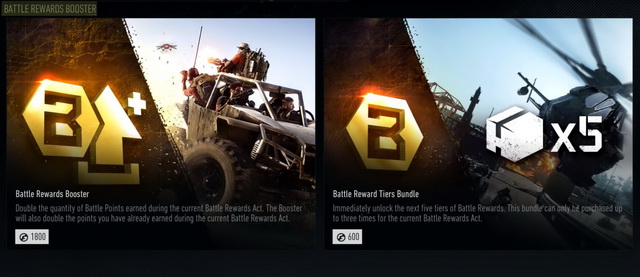 BATTLE REWARDS BOOSTER
x5
Battle Rewards Booster
Double the quantity of Battle Points earned during the current Battle Rewards Act. The Booster
will also double the points you have already earned during the current Battle Rewards Act.
1800
Battle Reward Tiers Bundle
Immediately unlock the next five tiers of Battle Rewards. This bundle can only be purchased up
to three times for the current Battle Rewards Act.
600